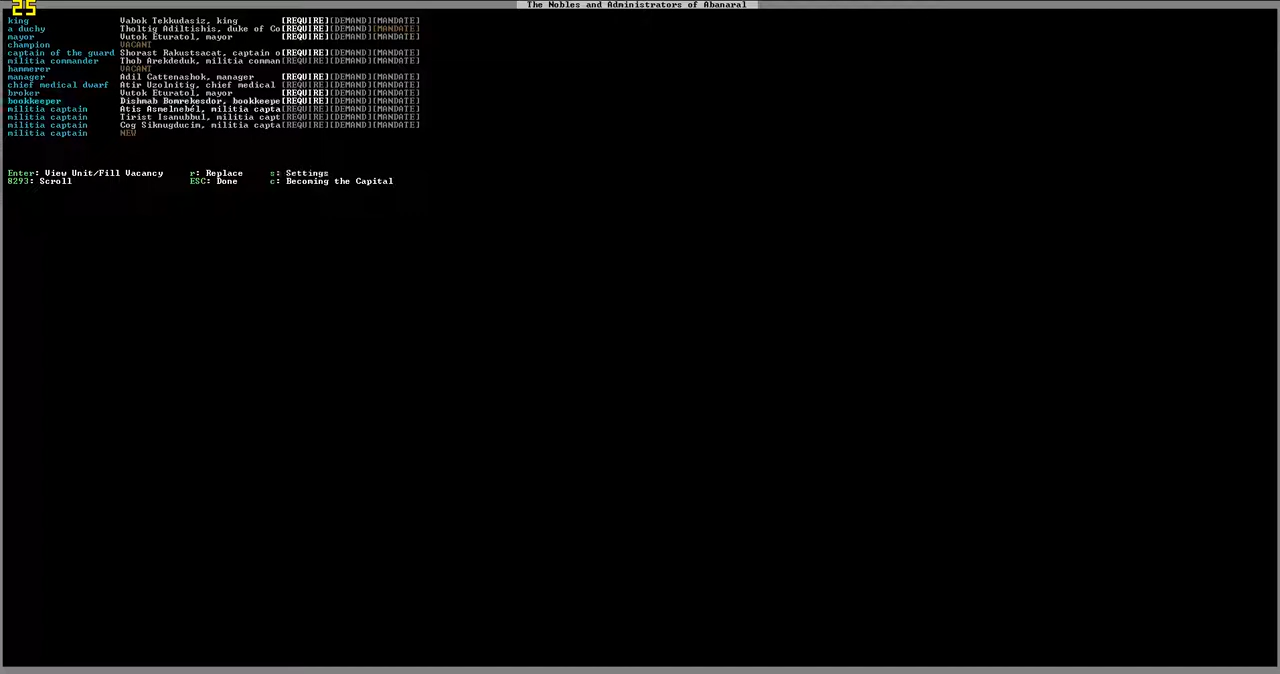 The Nobles and Administrators of Abanaral
25
king Vabok Tekkudasiz, king [REQUIRE][DEMAND][MANDATE]
a duchy Tholtig Adiltishis, duke of Co[REQUIRE][DEMAND][MANDATE]
mayor Vutok Eturatol, mayor [REQUIRE][DEMAND][MANDATE]
champion VACANT
captain of the guard Shorast Rakustsacat, captain o[REQUIRE][DEMAND][MANDATE]
militia commander Thob Arekdeduk, militia comman[REQUIRE][DEMAND][MANDATE]
hammerer VACANT
manager Adil Cattenashok, manager [REQUIRE][DEMAND][MANDATE]
chief medical dwarf Atir Uzolnitig, chief medical [REQUIRE][DEMAND][MANDATE]
broker Vutok Eturatol, mayor [REQUIRE][DEMAND][MANDATE]
bookkeeper Dishmab Bomrekesdor, bookkeepe[REQUIRE][DEMAND][MANDATE]
militia captain Atis Asmelnebêl, militia capta[REQUIRE][DEMAND][MANDATE]
militia captain Tirist Isanubbul, militia capt[REQUIRE][DEMAND][MANDATE]
militia captain Cog Siknugducim, militia capta[REQUIRE][DEMAND][MANDATE]
militia captain NEW
Enter: View Unit/Fill Vacancy r: Replace s: Settings
8293: Scroll ESC: Done c: Becoming the Capital